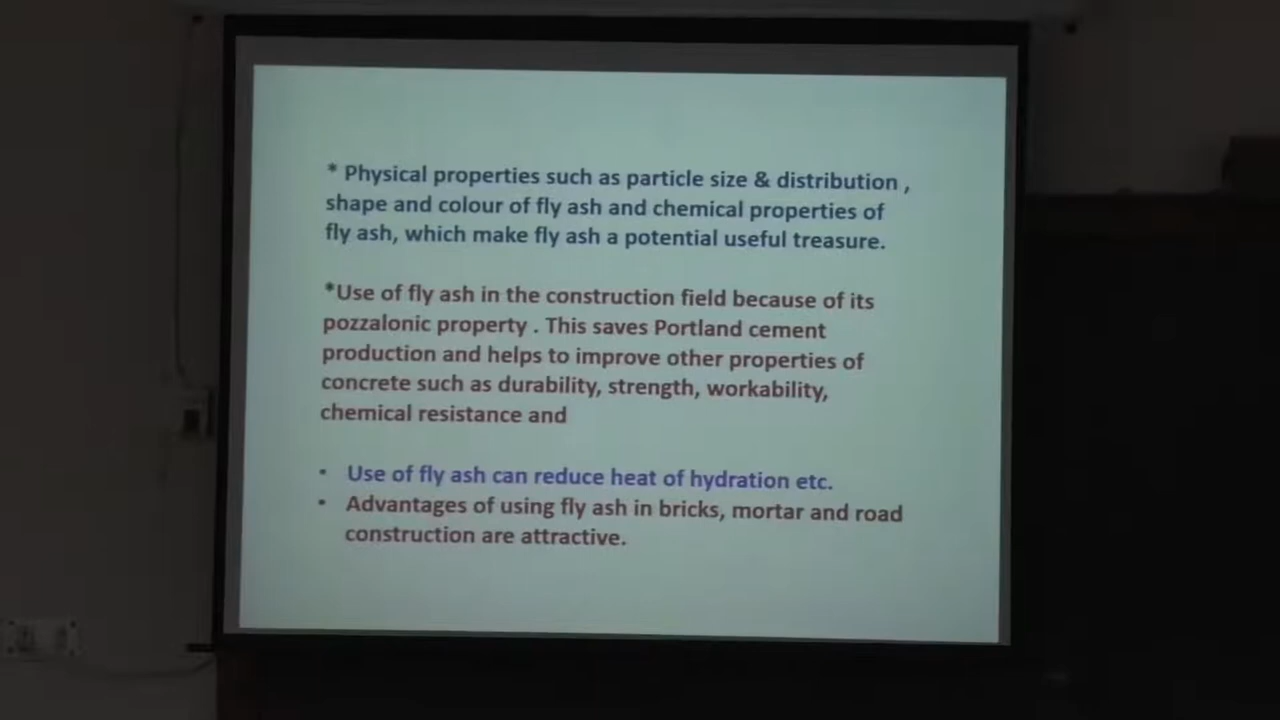 * Physical properties such as particle size & distribution ,
shape and colour of fly ash and chemical properties of
fly ash, which make fly ash a potential useful treasure.
*Use of fly ash in the construction field because of its
pozzalonic property . This saves Portland cement
production and helps to improve other properties of
concrete such as durability, strength, workability,
chemical resistance and
• Use of fly ash can reduce heat of hydration etc.
• Advantages of using fly ash in bricks, mortar and road
construction are attractive.